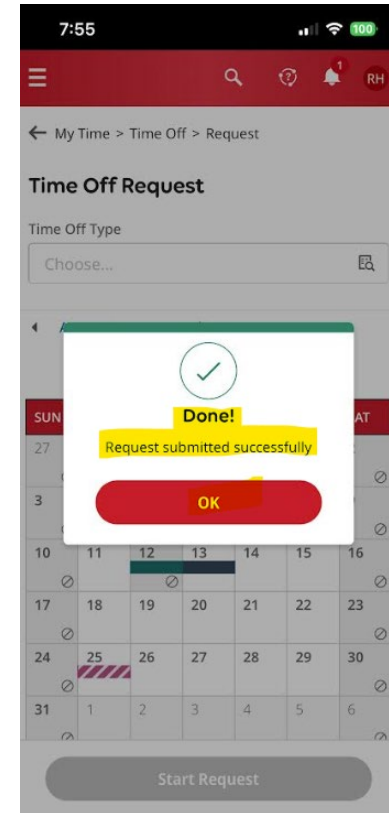 7:55
100
1
RH
← My Time > Time Off > Request
Time Off Request
Time Off Type
Choose...
Done!
Request submitted successfully
OK
SUN
AT
27
3
10 11 12 13 14 15 16
17 18 19 20 21 22 23
24 25 26 27 28 29 30
31 1 2 3 4 5 6
Start Request